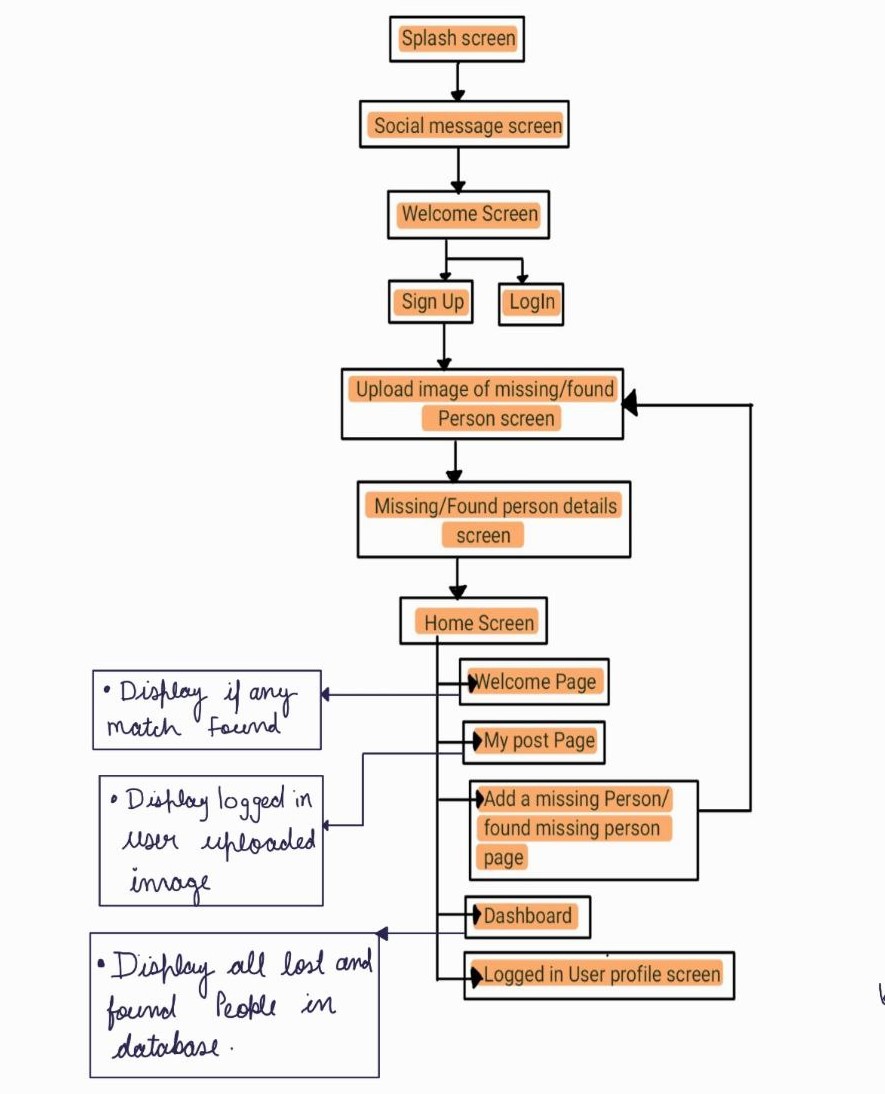 Splash screen
Social message screen
Welcome Screen
Sign Up
LogIn
Upload image of missing/found
Person screen
Missing/Found person details
screen
Home Screen
Welcome Page
• Display if any
match Found
My post Page
• Display logged in
user uploaded
image
Add a missing Person/
found missing person
page
Dashboard
• Display all lost and
found People in
database.
Logged in User profile screen